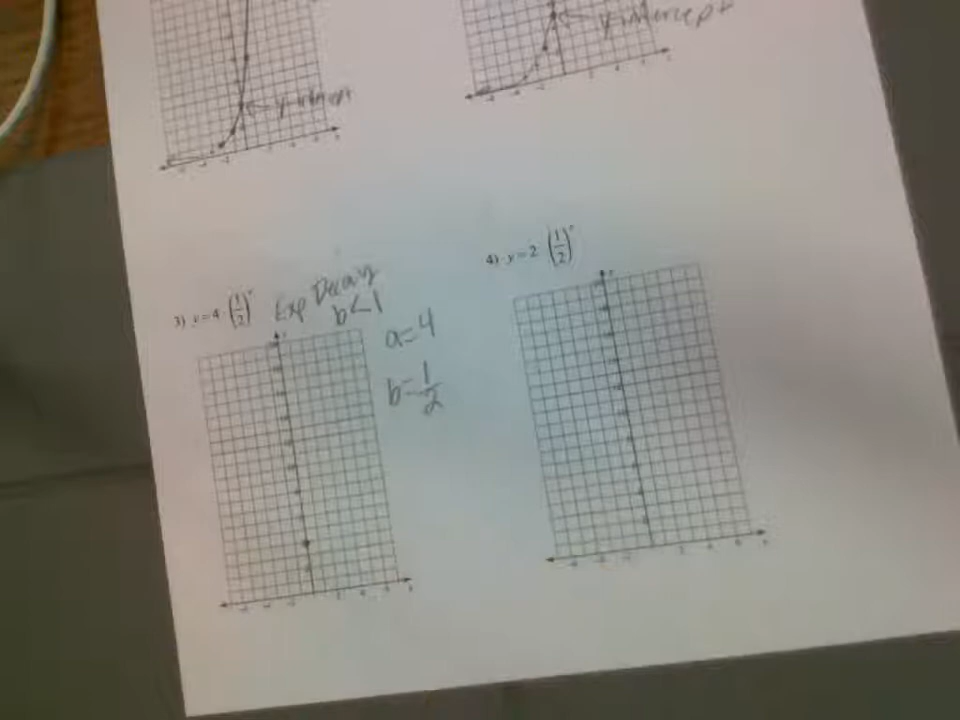 y-intercept
y-intercept
3) y = 4 · (1/2)^x
Exp Decay
b < 1
a = 4
b = 1/2
4) y = 2 · (1/2)^x